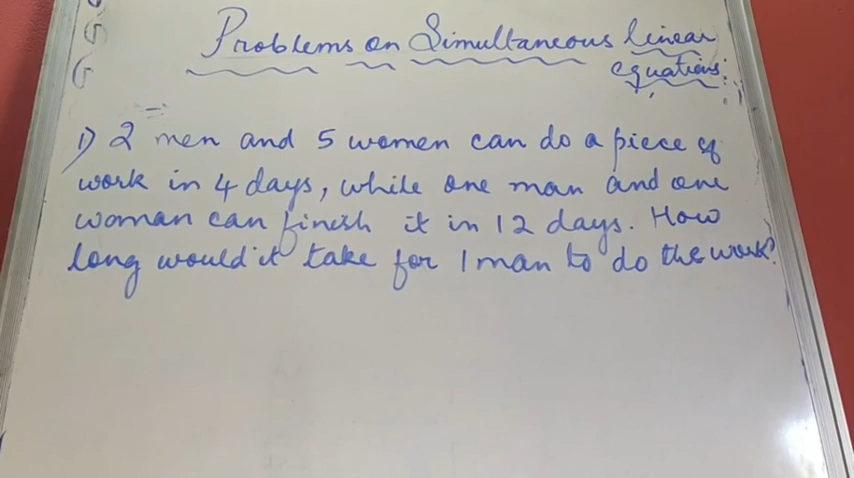 Problems on Simultaneous linear
equations:
1) 2 men and 5 women can do a piece of
work in 4 days, while one man and one
woman can finish it in 12 days. How
long would it take for 1 man to do the work?